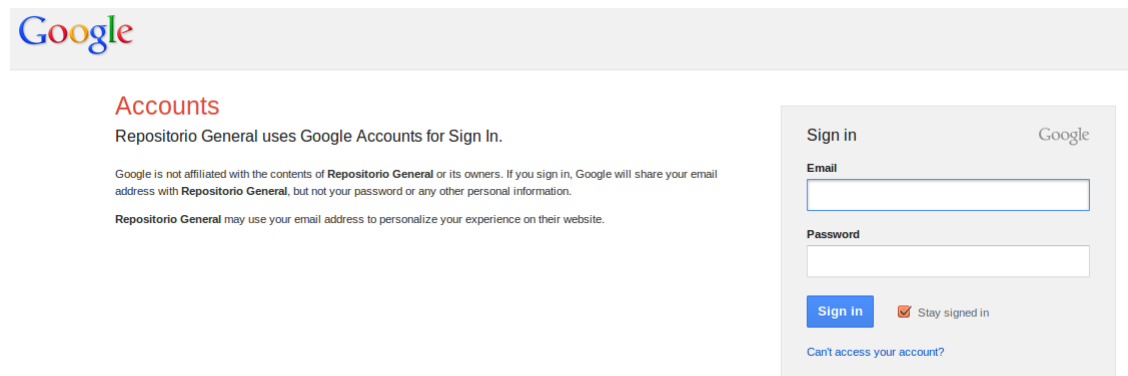 Google
Accounts
Repositorio General uses Google Accounts for Sign In.
Google is not affiliated with the contents of Repositorio General or its owners. If you sign in, Google will share your email
address with Repositorio General, but not your password or any other personal information.
Repositorio General may use your email address to personalize your experience on their website.
Sign in Google
Email
Password
Sign in Stay signed in
Can't access your account?